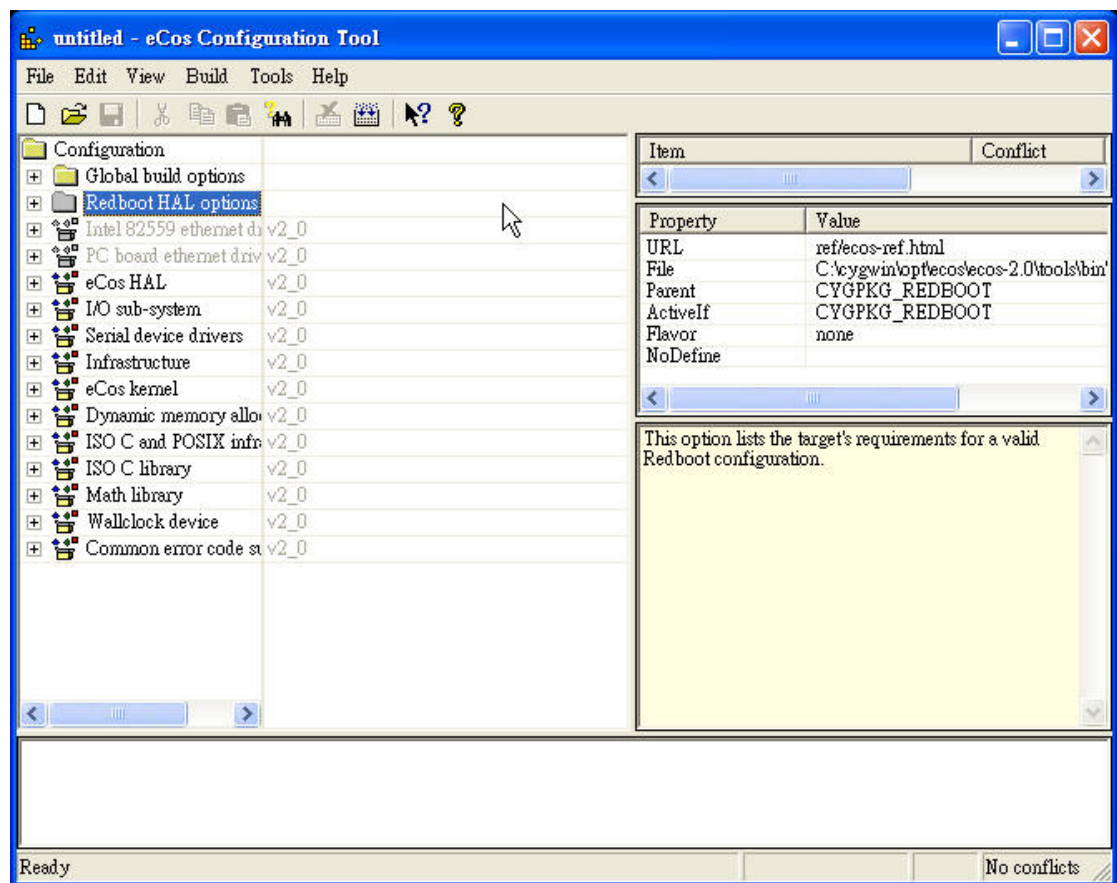 untitled - eCos Configuration Tool
File Edit View Build Tools Help
Configuration
Global build options
Redboot HAL options
Intel 82559 ethernet dr v2_0
PC board ethernet driv v2_0
eCos HAL v2_0
I/O sub-system v2_0
Serial device drivers v2_0
Infrastructure v2_0
eCos kernel v2_0
Dynamic memory allo v2_0
ISO C and POSIX infr v2_0
ISO C library v2_0
Math library v2_0
Wallclock device v2_0
Common error code su v2_0
Item Conflict
Property Value
URL ref/ecos-ref.html
File C:\cygwin\opt\ecos\ecos-2.0\tools\bin'
Parent CYGPKG_REDBOOT
ActiveIf CYGPKG_REDBOOT
Flavor none
NoDefine
This option lists the target's requirements for a valid
Redboot configuration.
Ready No conflicts